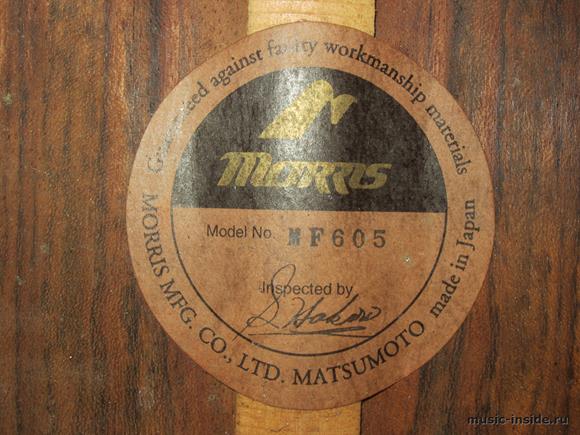 Guaranteed against faulty workmanship materials
MORRIS
Model No. MF605
Inspected by
MORRIS MFG. CO., LTD. MATSUMOTO made in Japan
music-inside.ru